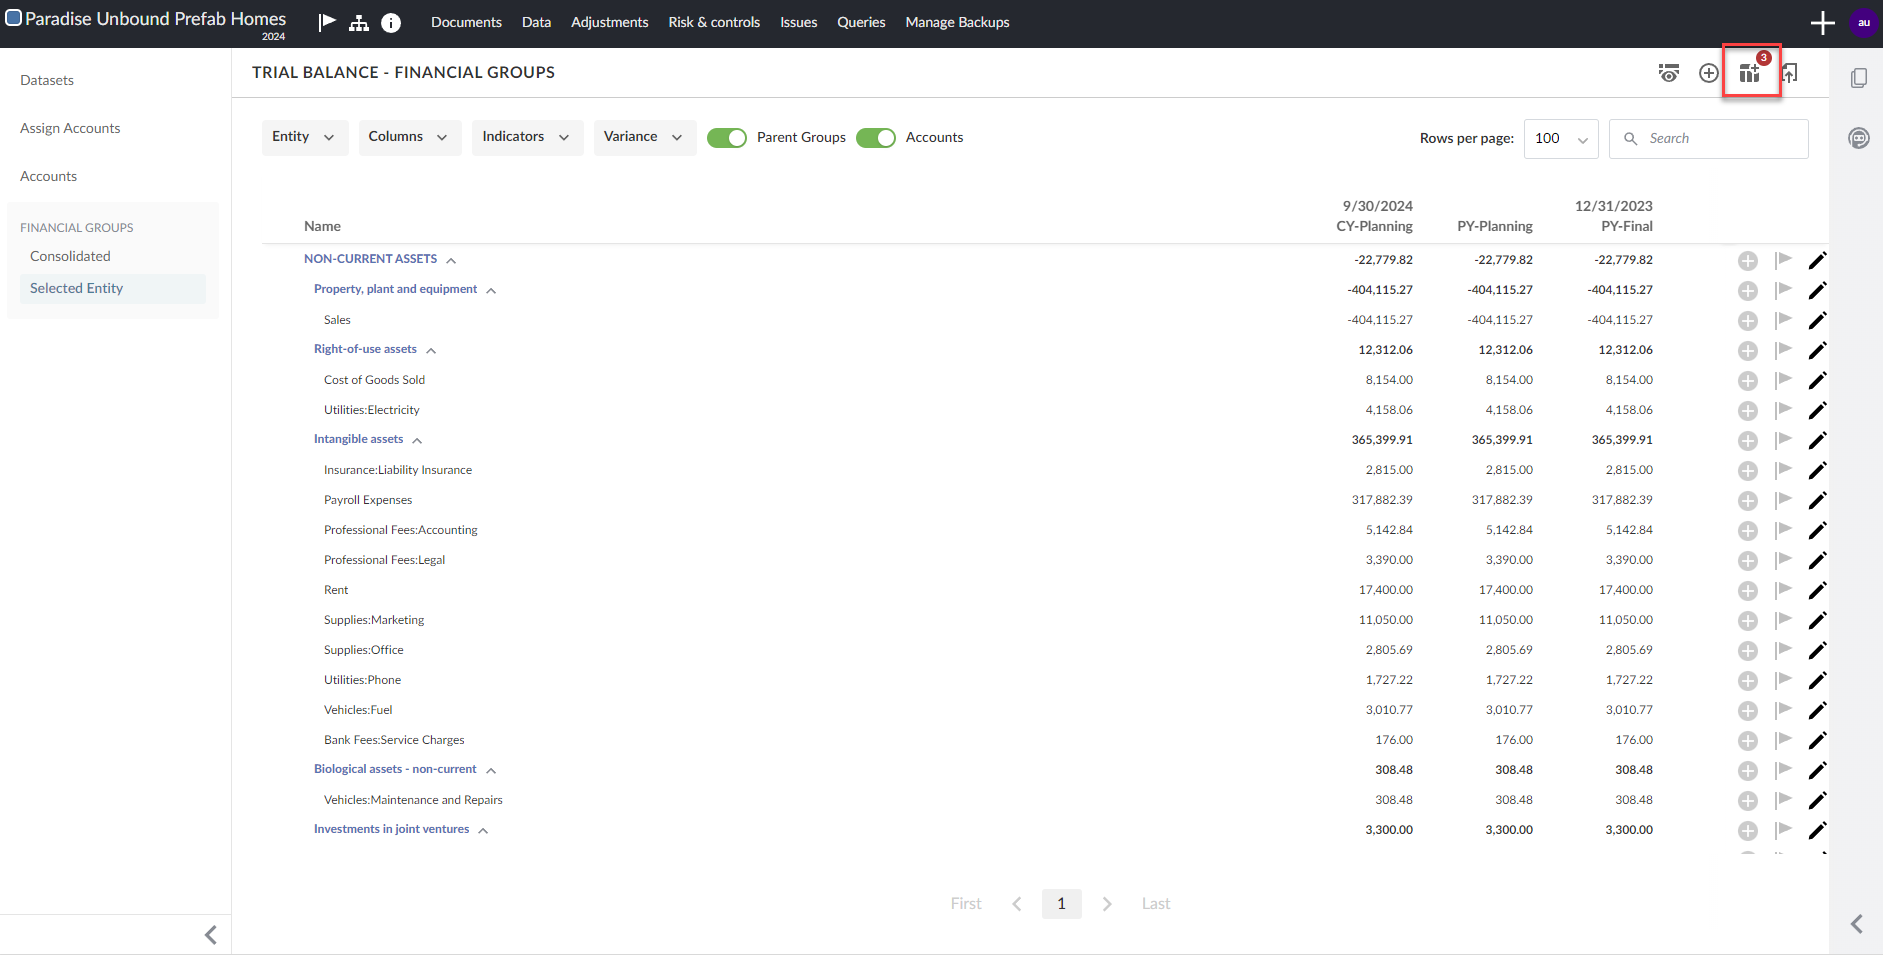 Paradise Unbound Prefab Homes
2024
Documents Data Adjustments Risk & controls Issues Queries Manage Backups
au
Datasets
Assign Accounts
Accounts
FINANCIAL GROUPS
Consolidated
Selected Entity
TRIAL BALANCE - FINANCIAL GROUPS
3
Entity Columns Indicators Variance Parent Groups Accounts
Rows per page: 100 Search
9/30/2024 12/31/2023
Name CY-Planning PY-Planning PY-Final
NON-CURRENT ASSETS -22,779.82 -22,779.82 -22,779.82
Property, plant and equipment -404,115.27 -404,115.27 -404,115.27
Sales -404,115.27 -404,115.27 -404,115.27
Right-of-use assets 12,312.06 12,312.06 12,312.06
Cost of Goods Sold 8,154.00 8,154.00 8,154.00
Utilities:Electricity 4,158.06 4,158.06 4,158.06
Intangible assets 365,399.91 365,399.91 365,399.91
Insurance:Liability Insurance 2,815.00 2,815.00 2,815.00
Payroll Expenses 317,882.39 317,882.39 317,882.39
Professional Fees:Accounting 5,142.84 5,142.84 5,142.84
Professional Fees:Legal 3,390.00 3,390.00 3,390.00
Rent 17,400.00 17,400.00 17,400.00
Supplies:Marketing 11,050.00 11,050.00 11,050.00
Supplies:Office 2,805.69 2,805.69 2,805.69
Utilities:Phone 1,727.22 1,727.22 1,727.22
Vehicles:Fuel 3,010.77 3,010.77 3,010.77
Bank Fees:Service Charges 176.00 176.00 176.00
Biological assets - non-current 308.48 308.48 308.48
Vehicles:Maintenance and Repairs 308.48 308.48 308.48
Investments in joint ventures 3,300.00 3,300.00 3,300.00
First 1 Last